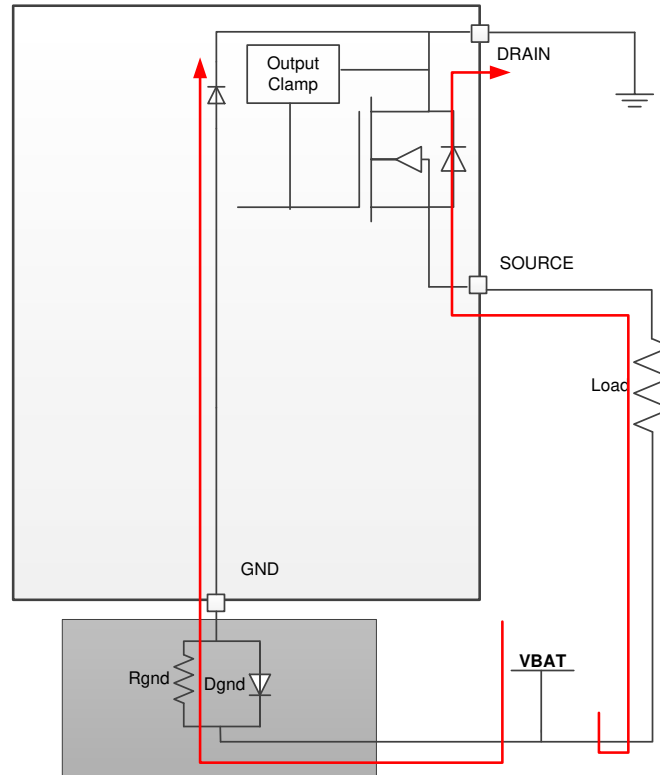 Output
Clamp
DRAIN
SOURCE
Load
GND
Rgnd
Dgnd
VBAT